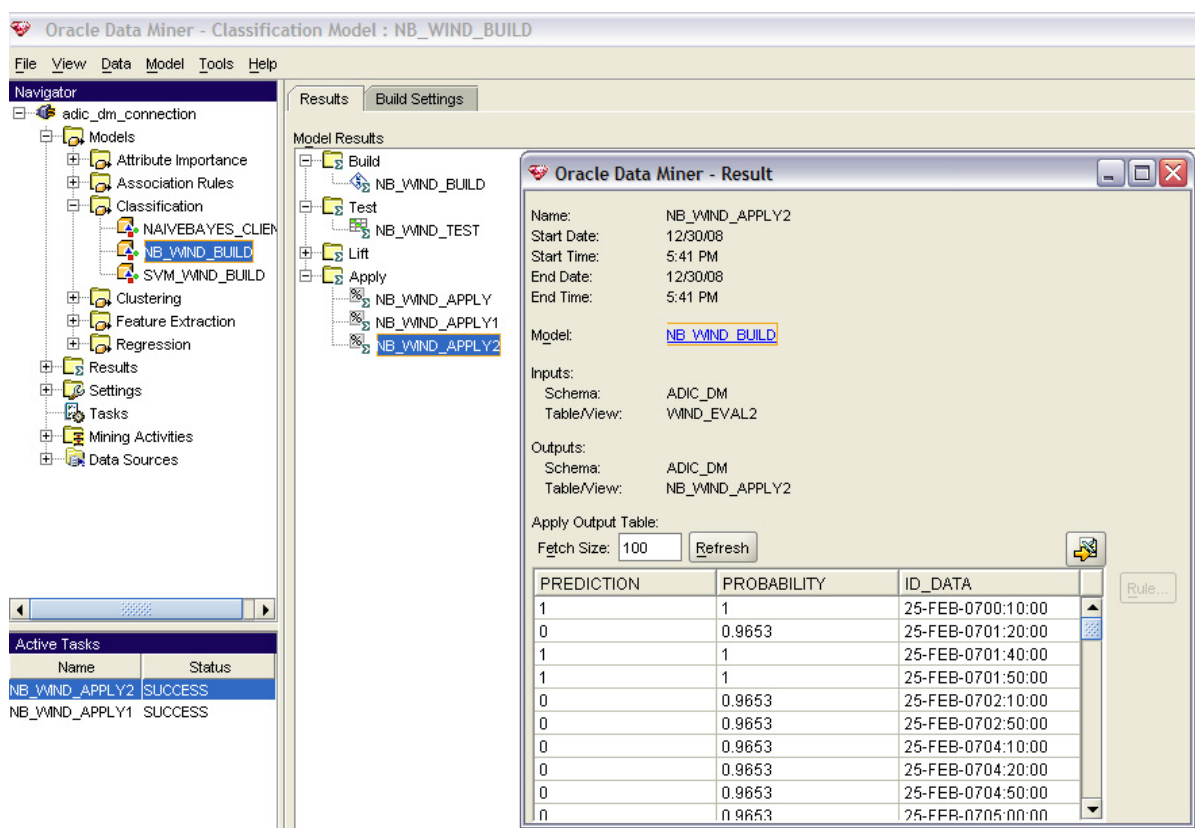 Oracle Data Miner - Classification Model : NB_WIND_BUILD
File View Data Model Tools Help
Navigator
adic_dm_connection
Models
Attribute Importance
Association Rules
Classification
NAIVEBAYES_CLIEN
NB_WIND_BUILD
SVM_WIND_BUILD
Clustering
Feature Extraction
Regression
Results
Settings
Tasks
Mining Activities
Data Sources
Active Tasks
Name Status
NB_WIND_APPLY2 SUCCESS
NB_WIND_APPLY1 SUCCESS
Results Build Settings
Model Results
Build
NB_WIND_BUILD
Test
NB_WIND_TEST
Lift
Apply
NB_WIND_APPLY
NB_WIND_APPLY1
NB_WIND_APPLY2
Oracle Data Miner - Result
Name: NB_WIND_APPLY2
Start Date: 12/30/08
Start Time: 5:41 PM
End Date: 12/30/08
End Time: 5:41 PM
Model: NB_WIND_BUILD
Inputs:
Schema: ADIC_DM
Table/View: WIND_EVAL2
Outputs:
Schema: ADIC_DM
Table/View: NB_WIND_APPLY2
Apply Output Table:
Fetch Size: 100 Refresh
Rule...
PREDICTION PROBABILITY ID_DATA
1 1 25-FEB-0700:10:00
0 0.9653 25-FEB-0701:20:00
1 1 25-FEB-0701:40:00
1 1 25-FEB-0701:50:00
0 0.9653 25-FEB-0702:10:00
0 0.9653 25-FEB-0702:50:00
0 0.9653 25-FEB-0704:10:00
0 0.9653 25-FEB-0704:20:00
0 0.9653 25-FEB-0704:50:00
0 0.9653 25-FEB-0705:00:00